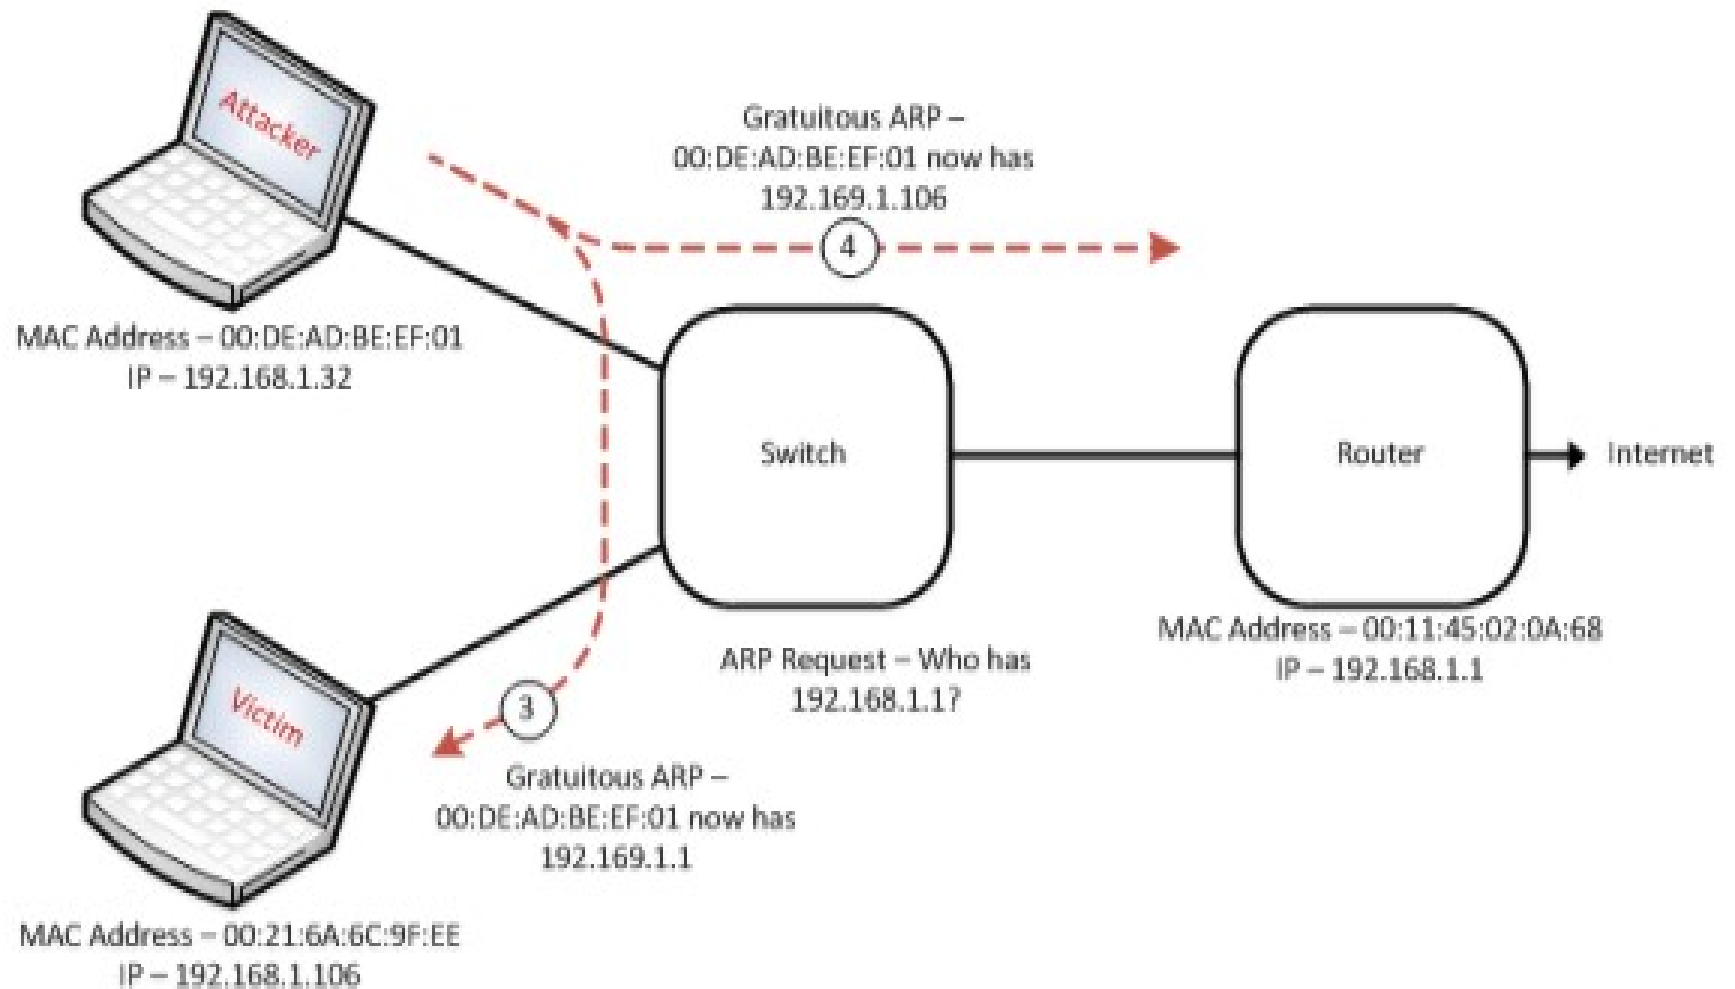 Attacker
MAC Address – 00:DE:AD:BE:EF:01
IP – 192.168.1.32
Gratuitous ARP –
00:DE:AD:BE:EF:01 now has
192.169.1.106
4
Switch
Router
Internet
MAC Address – 00:11:45:02:0A:68
IP – 192.168.1.1
ARP Request – Who has
192.168.1.1?
3
Gratuitous ARP –
00:DE:AD:BE:EF:01 now has
192.169.1.1
Victim
MAC Address – 00:21:6A:6C:9F:EE
IP – 192.168.1.106